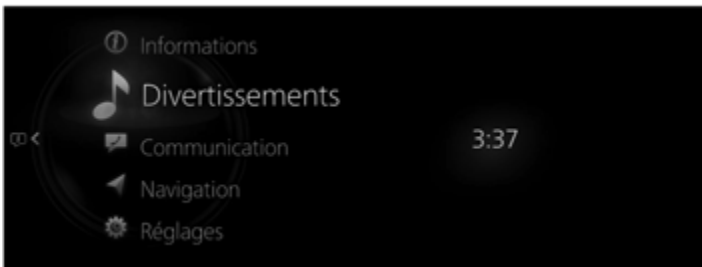 Informations
Divertissements
Communication
3:37
Navigation
Réglages